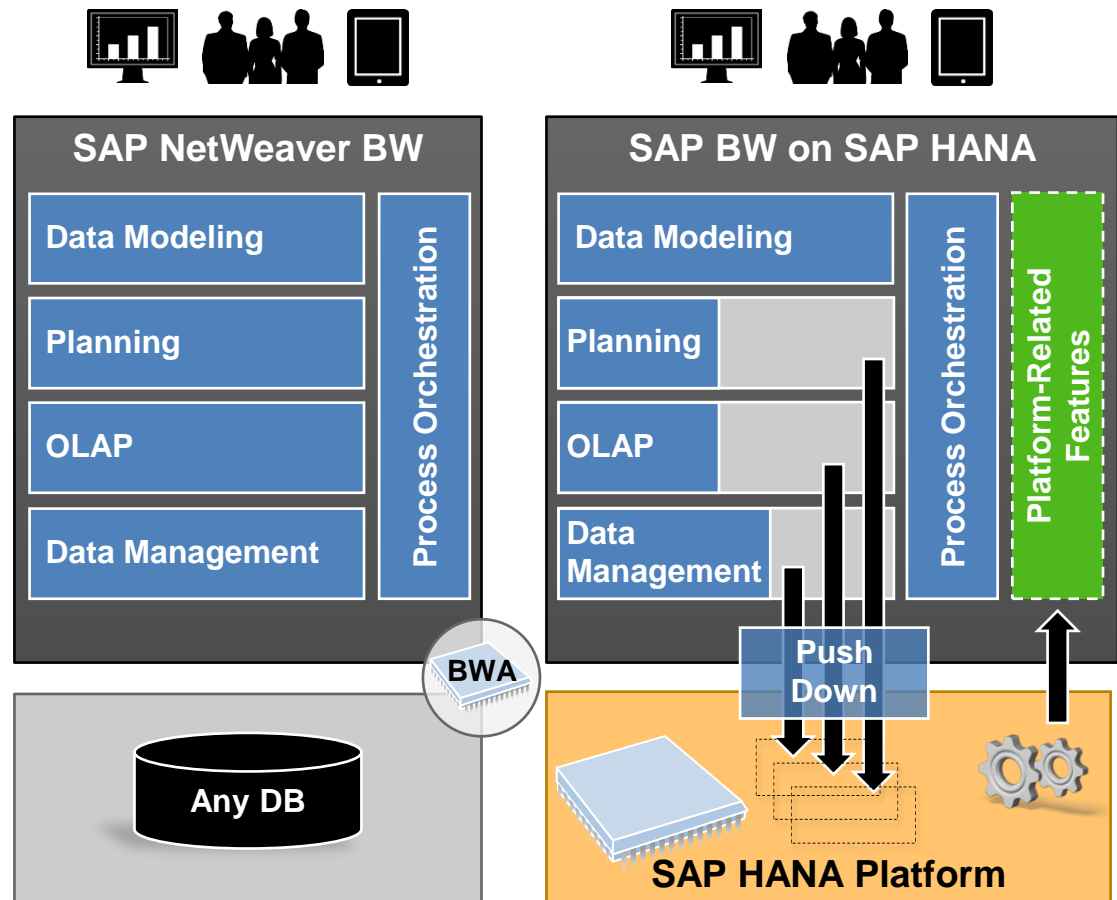 SAP NetWeaver BW
Data Modeling
Planning
OLAP
Data Management
Process Orchestration
BWA
Any DB
SAP BW on SAP HANA
Data Modeling
Planning
OLAP
Data
Management
Process Orchestration
Platform-Related
Features
Push
Down
SAP HANA Platform